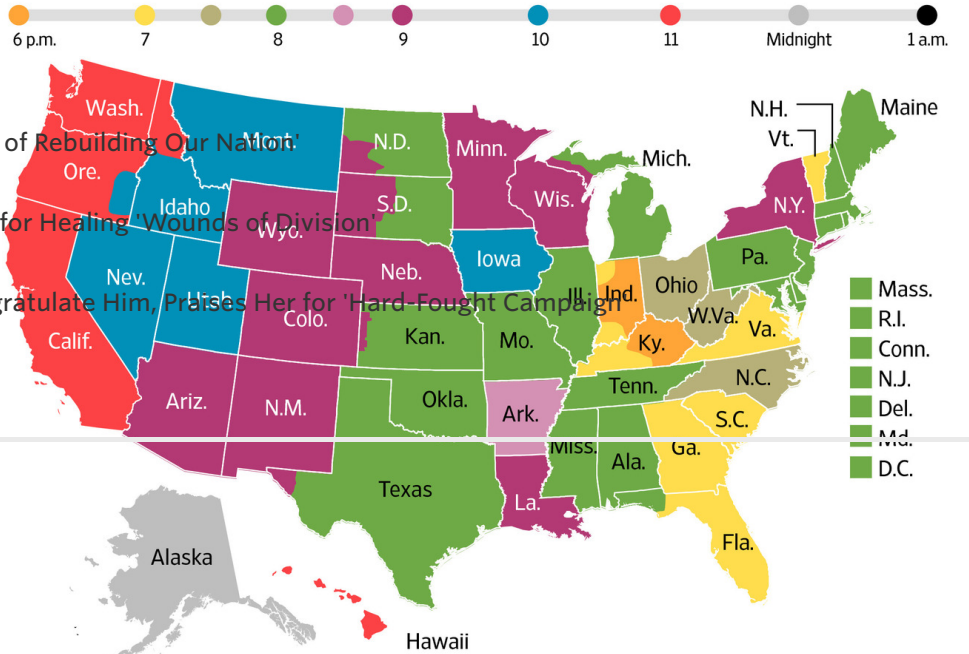 6 p.m. 7 8 9 10 11 Midnight 1 a.m.
N.H. Maine
Wash. Vt.
of Rebuilding Our Nation' Mont. N.D. Minn. Mich.
Ore.
Idaho S.D. Wis. N.Y.
for Healing 'Wounds of Division'
Wyo.
Nev. Neb. Iowa Pa.
Utah Ill. Ind. Ohio Mass.
gratulate Him, Praises Her for 'Hard-Fought Campaign'
Colo. W.Va. R.I.
Calif. Kan. Mo. Ky. Va. Conn.
N.C. N.J.
Ariz. N.M. Okla. Ark. Tenn. Del.
S.C.
Miss. Ala. Ga. Md.
Texas La. D.C.
Alaska Fla.
Hawaii